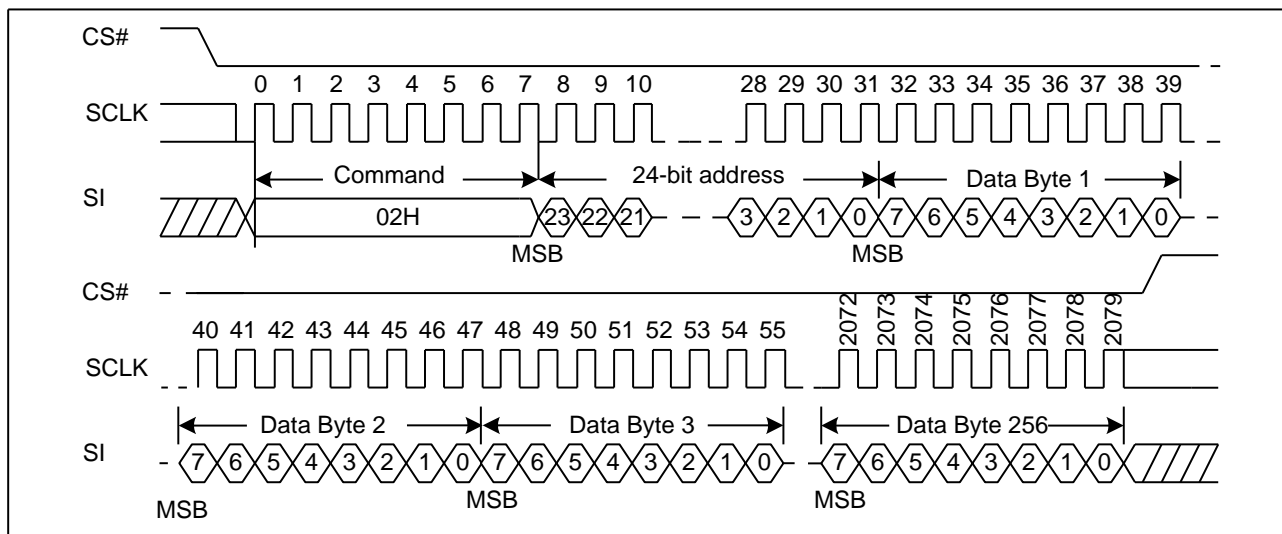 CS#
0 1 2 3 4 5 6 7 8 9 10 28 29 30 31 32 33 34 35 36 37 38 39
SCLK
Command 24-bit address Data Byte 1
SI
02H 23 22 21 3 2 1 0 7 6 5 4 3 2 1 0
MSB MSB
CS#
40 41 42 43 44 45 46 47 48 49 50 51 52 53 54 55 2072 2073 2074 2075 2076 2077 2078 2079
SCLK
Data Byte 2 Data Byte 3 Data Byte 256
SI
7 6 5 4 3 2 1 0 7 6 5 4 3 2 1 0 7 6 5 4 3 2 1 0
MSB MSB MSB